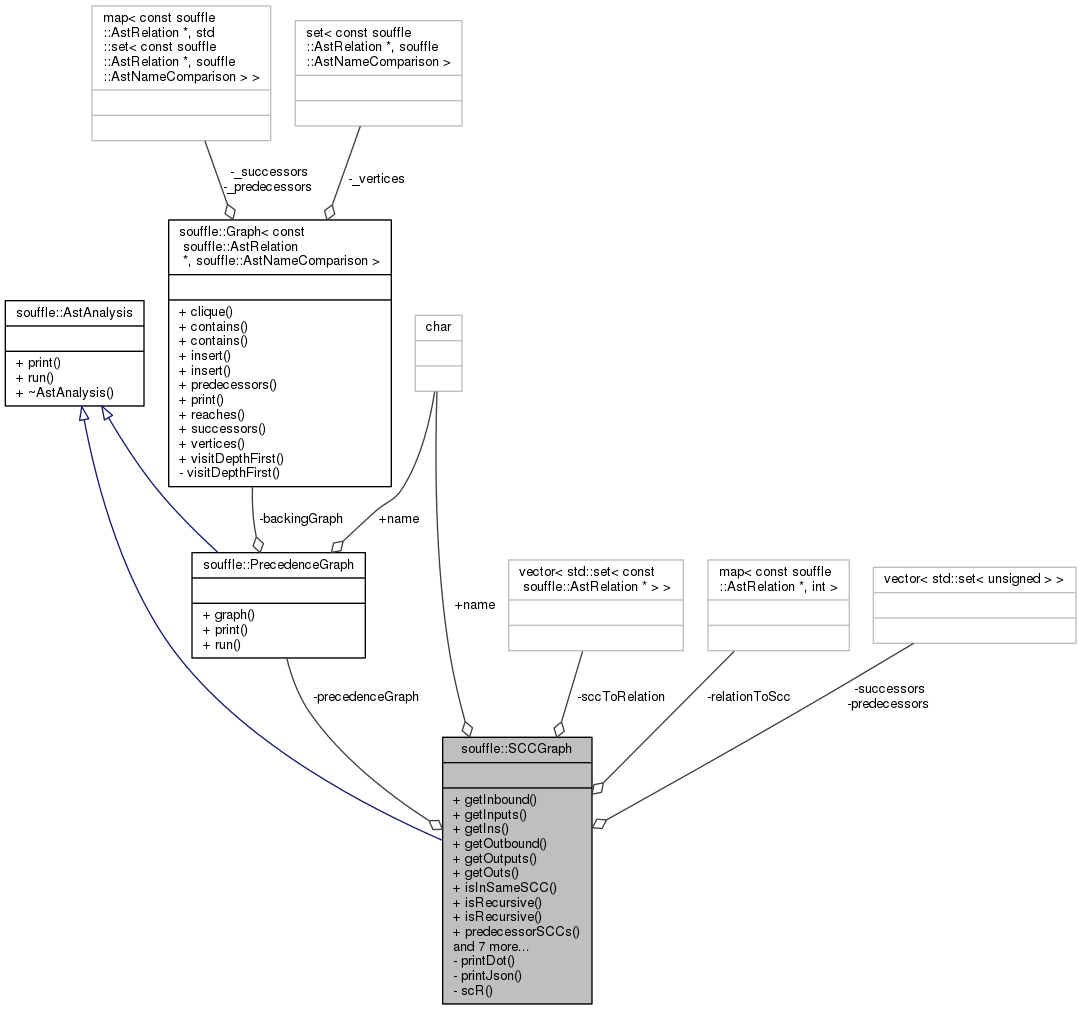 map< const souffle
::AstRelation *, std
::set< const souffle
::AstRelation *, souffle
::AstNameComparison > >
set< const souffle
::AstRelation *, souffle
::AstNameComparison >
-_successors
-_predecessors
-_vertices
souffle::Graph< const
souffle::AstRelation
*, souffle::AstNameComparison >
+ clique()
+ contains()
+ contains()
+ insert()
+ insert()
+ predecessors()
+ print()
+ reaches()
+ successors()
+ vertices()
+ visitDepthFirst()
- visitDepthFirst()
souffle::AstAnalysis
+ print()
+ run()
+ ~AstAnalysis()
char
-backingGraph
+name
souffle::PrecedenceGraph
+ graph()
+ print()
+ run()
vector< std::set< const
souffle::AstRelation * > >
map< const souffle
::AstRelation *, int >
vector< std::set< unsigned > >
+name
-precedenceGraph
-sccToRelation
-relationToScc
-successors
-predecessors
souffle::SCCGraph
+ getInbound()
+ getInputs()
+ getIns()
+ getOutbound()
+ getOutputs()
+ getOuts()
+ isInSameSCC()
+ isRecursive()
+ isRecursive()
+ predecessorSCCs()
and 7 more...
- printDot()
- printJson()
- scR()